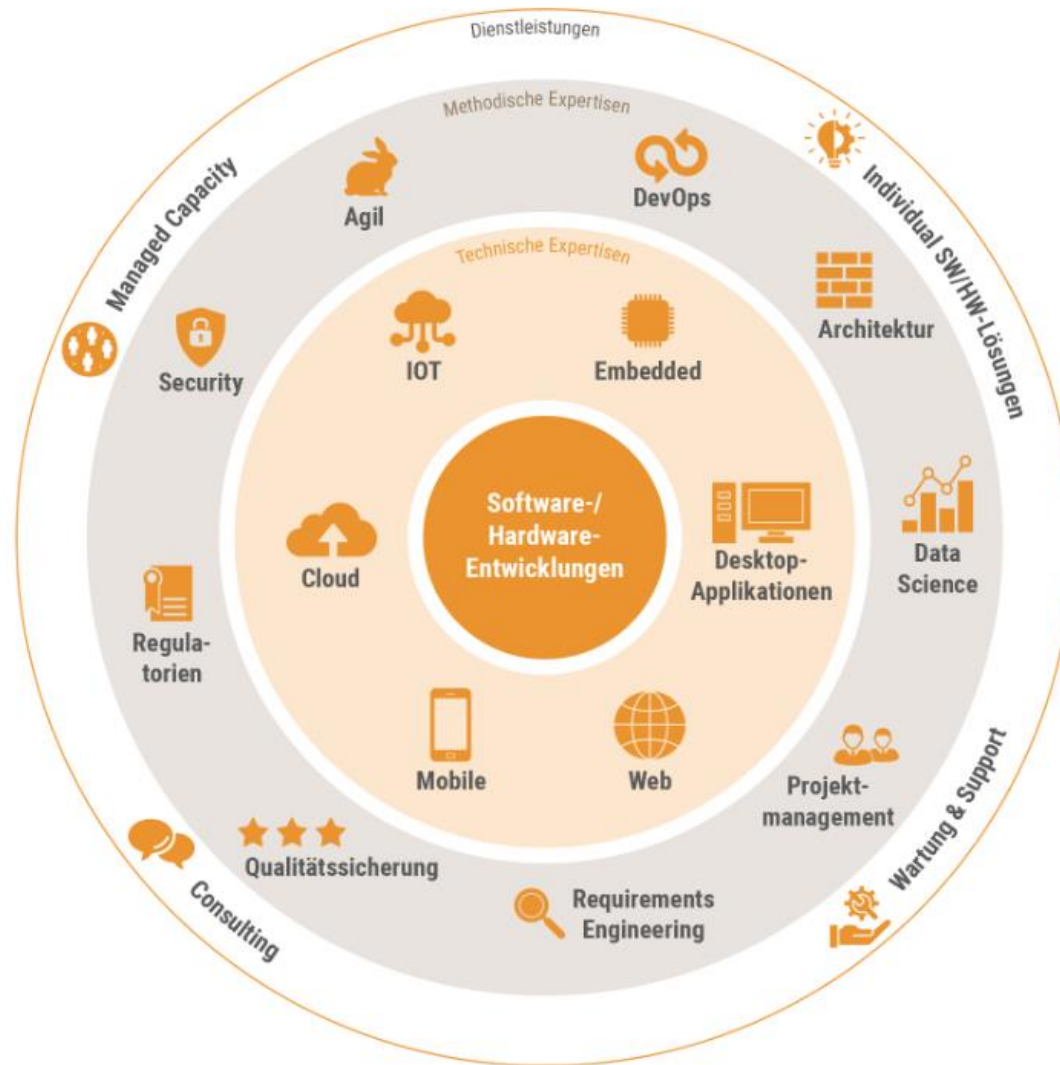 Dienstleistungen
Methodische Expertisen
Agil
DevOps
Managed Capacity
Individual SW/HW-Lösungen
Technische Expertisen
Architektur
Security
IOT
Embedded
Software-/
Hardware-
Entwicklungen
Cloud
Desktop-
Applikationen
Data
Science
Regula-
torien
Mobile
Web
Projekt-
management
Wartung & Support
Qualitätssicherung
Consulting
Requirements
Engineering